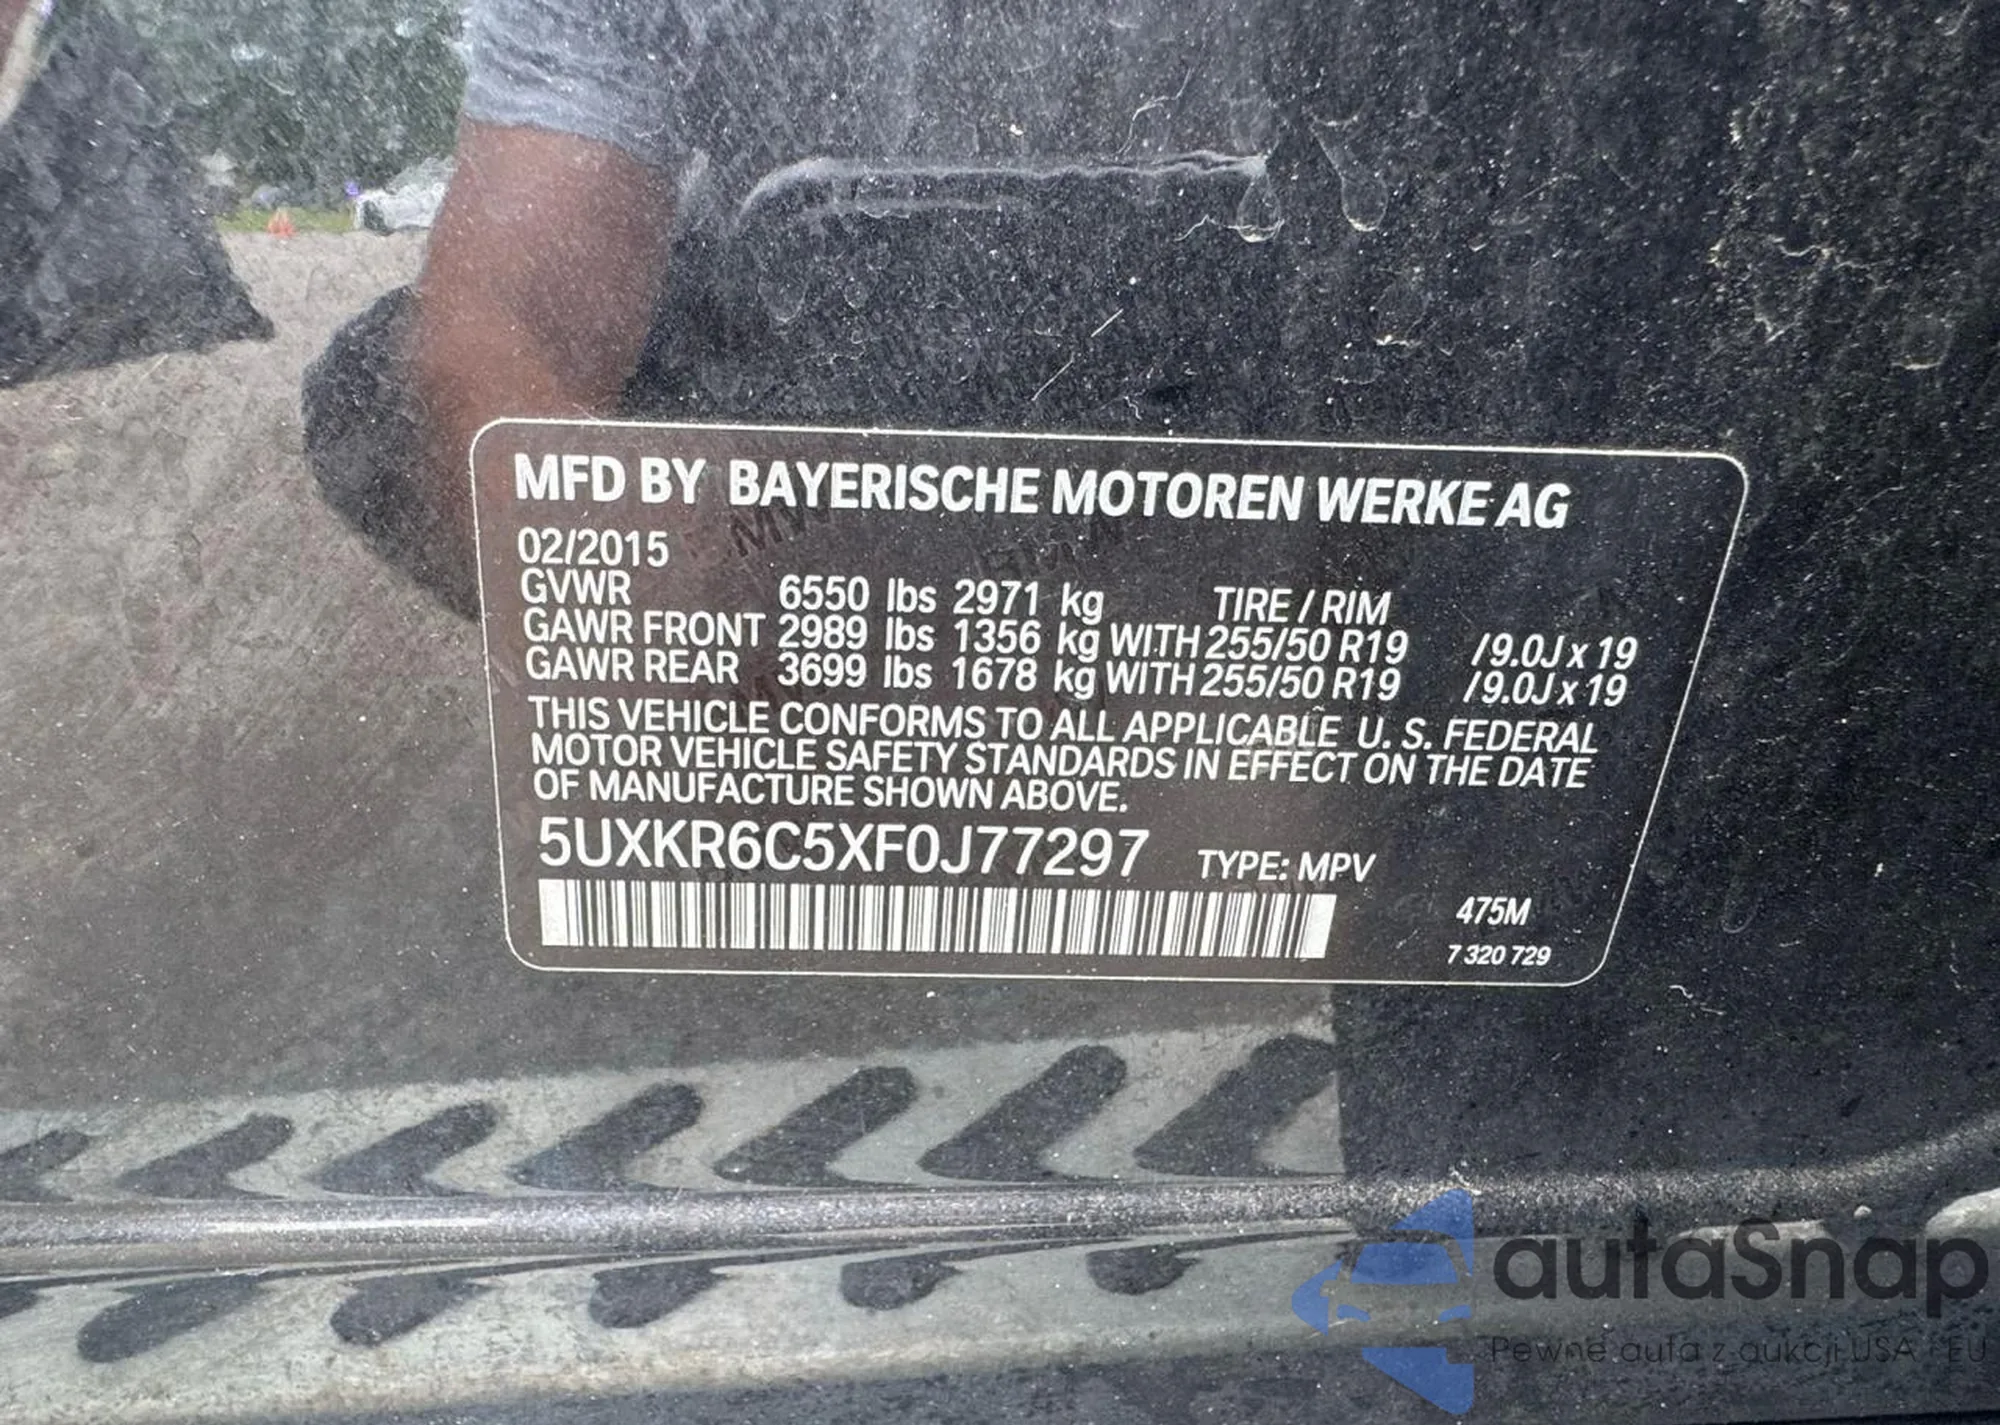 MFD BY BAYERISCHE MOTOREN WERKE AG
02/2015
GVWR 6550 lbs 2971 kg TIRE / RIM
GAWR FRONT 2989 lbs 1356 kg WITH 255/50 R19 /9.0J x 19
GAWR REAR 3699 lbs 1678 kg WITH 255/50 R19 /9.0J x 19
THIS VEHICLE CONFORMS TO ALL APPLICABLE U. S. FEDERAL
MOTOR VEHICLE SAFETY STANDARDS IN EFFECT ON THE DATE
OF MANUFACTURE SHOWN ABOVE.
5UXKR6C5XF0J77297 TYPE: MPV
475M
7 320 729
autaSnap
Pewne auta z aukcji USA i EU